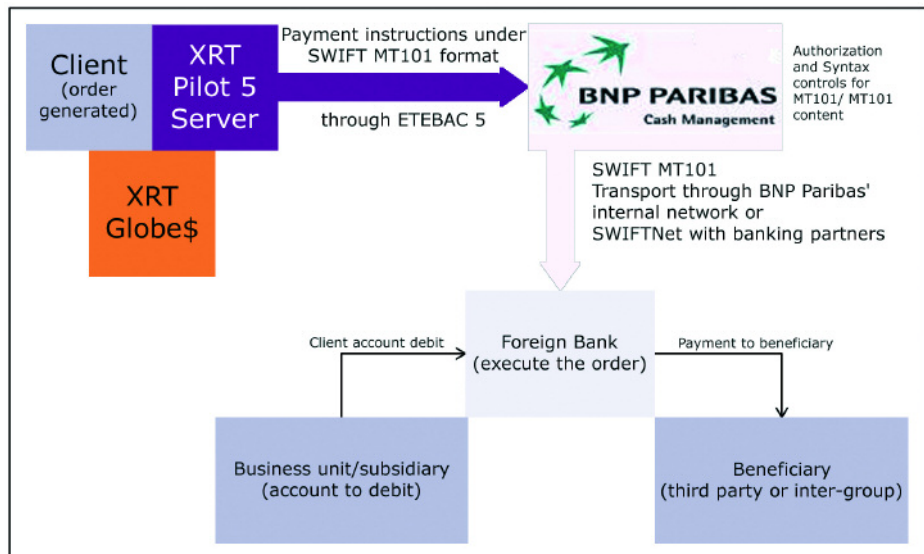 Client
(order
generated)
XRT
Pilot 5
Server
XRT
Globe$
Payment instructions under
SWIFT MT101 format
through ETEBAC 5
BNP PARIBAS
Cash Management
Authorization
and Syntax
controls for
MT101/ MT101
content
SWIFT MT101
Transport through BNP Paribas'
internal network or
SWIFTNet with banking partners
Client account debit
Foreign Bank
(execute the order)
Payment to beneficiary
Business unit/subsidiary
(account to debit)
Beneficiary
(third party or inter-group)